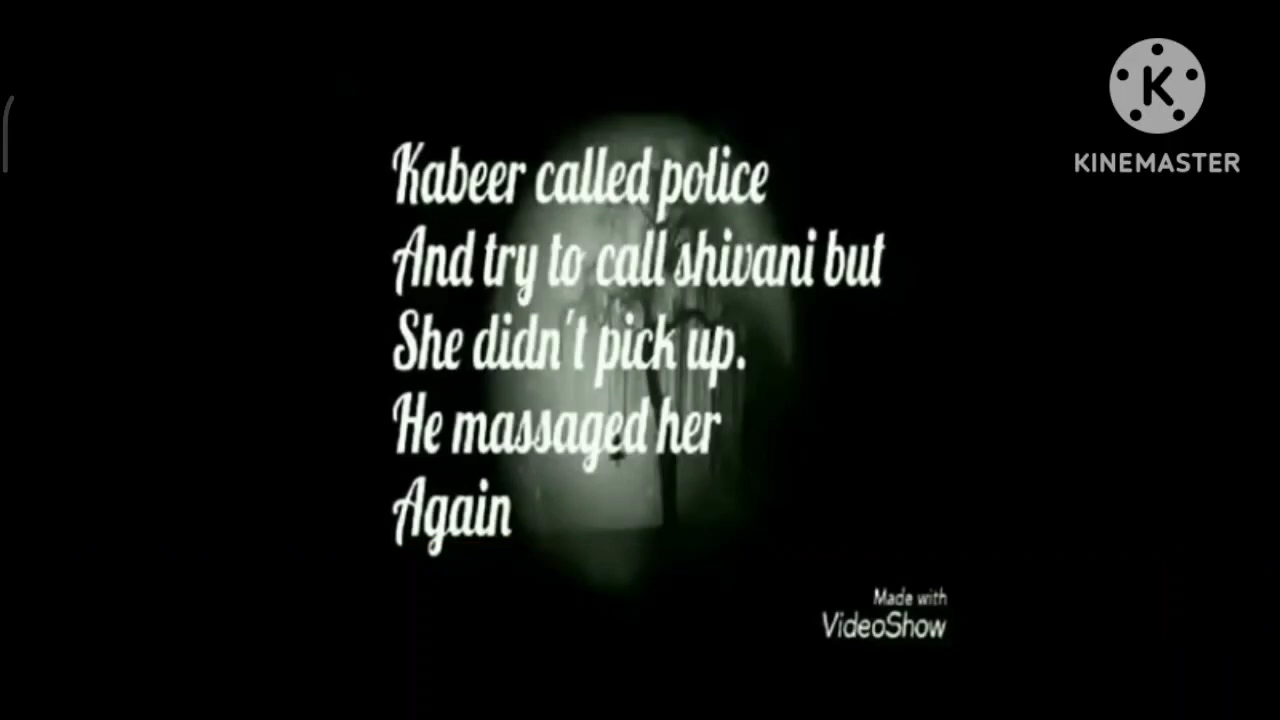 Kabeer called police
And try to call shivani but
She didn't pick up.
He massaged her
Again
K
KINEMASTER
Made with
VideoShow